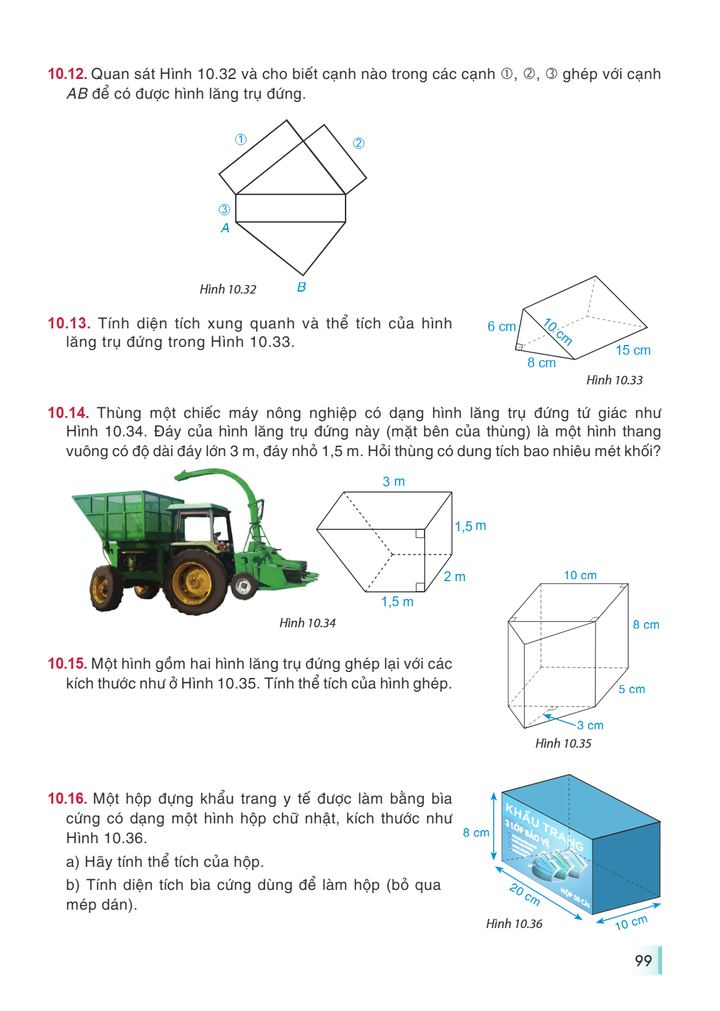 10.12. Quan sát Hình 10.32 và cho biết cạnh nào trong các cạnh ①, ②, ③ ghép với cạnh
AB để có được hình lăng trụ đứng.
①
②
③
A
B
Hình 10.32
10.13. Tính diện tích xung quanh và thể tích của hình
lăng trụ đứng trong Hình 10.33.
6 cm
10 cm
8 cm
15 cm
Hình 10.33
10.14. Thùng một chiếc máy nông nghiệp có dạng hình lăng trụ đứng tứ giác như
Hình 10.34. Đáy của hình lăng trụ đứng này (mặt bên của thùng) là một hình thang
vuông có độ dài đáy lớn 3 m, đáy nhỏ 1,5 m. Hỏi thùng có dung tích bao nhiêu mét khối?
3 m
1,5 m
2 m
1,5 m
Hình 10.34
10.15. Một hình gồm hai hình lăng trụ đứng ghép lại với các
kích thước như ở Hình 10.35. Tính thể tích của hình ghép.
10 cm
8 cm
5 cm
3 cm
Hình 10.35
10.16. Một hộp đựng khẩu trang y tế được làm bằng bìa
cứng có dạng một hình hộp chữ nhật, kích thước như
Hình 10.36.
a) Hãy tính thể tích của hộp.
b) Tính diện tích bìa cứng dùng để làm hộp (bỏ qua
mép dán).
8 cm
KHẨU TRANG
3 LỚP BẢO VỆ
HỘP 50 CÁI
20 cm
10 cm
Hình 10.36
99